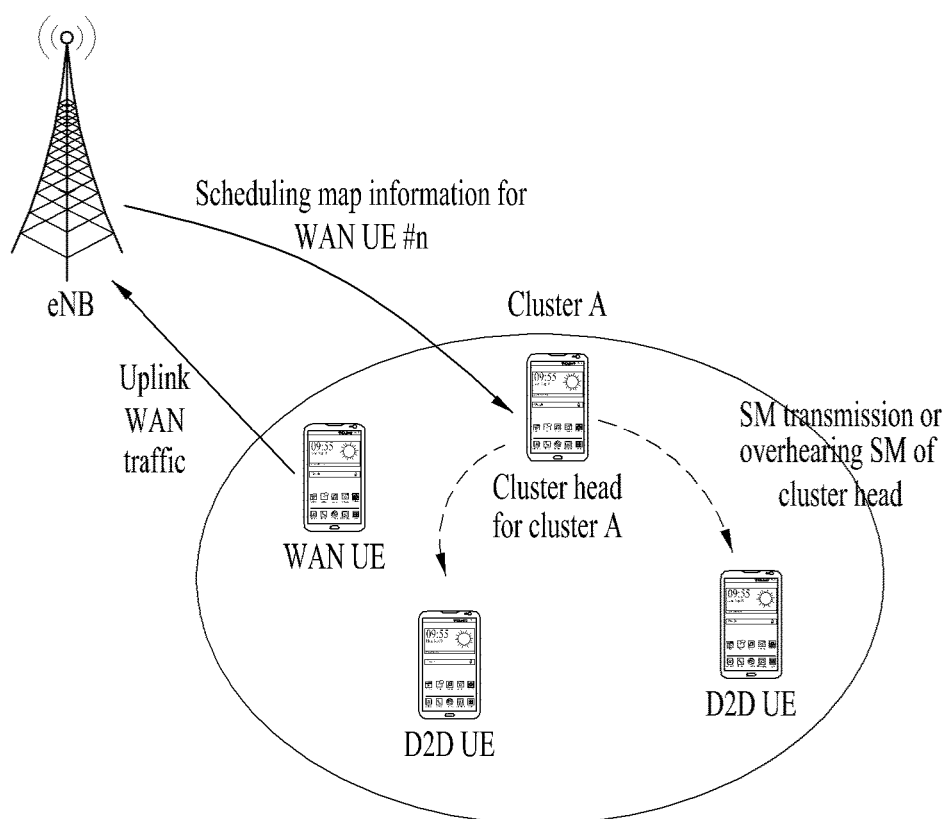 Scheduling map information for
WAN UE #n
eNB
Cluster A
Uplink
WAN
traffic
09:55
SM transmission or
overhearing SM of
cluster head
09:55
Cluster head
for cluster A
WAN UE
09:55
09:55
D2D UE
D2D UE